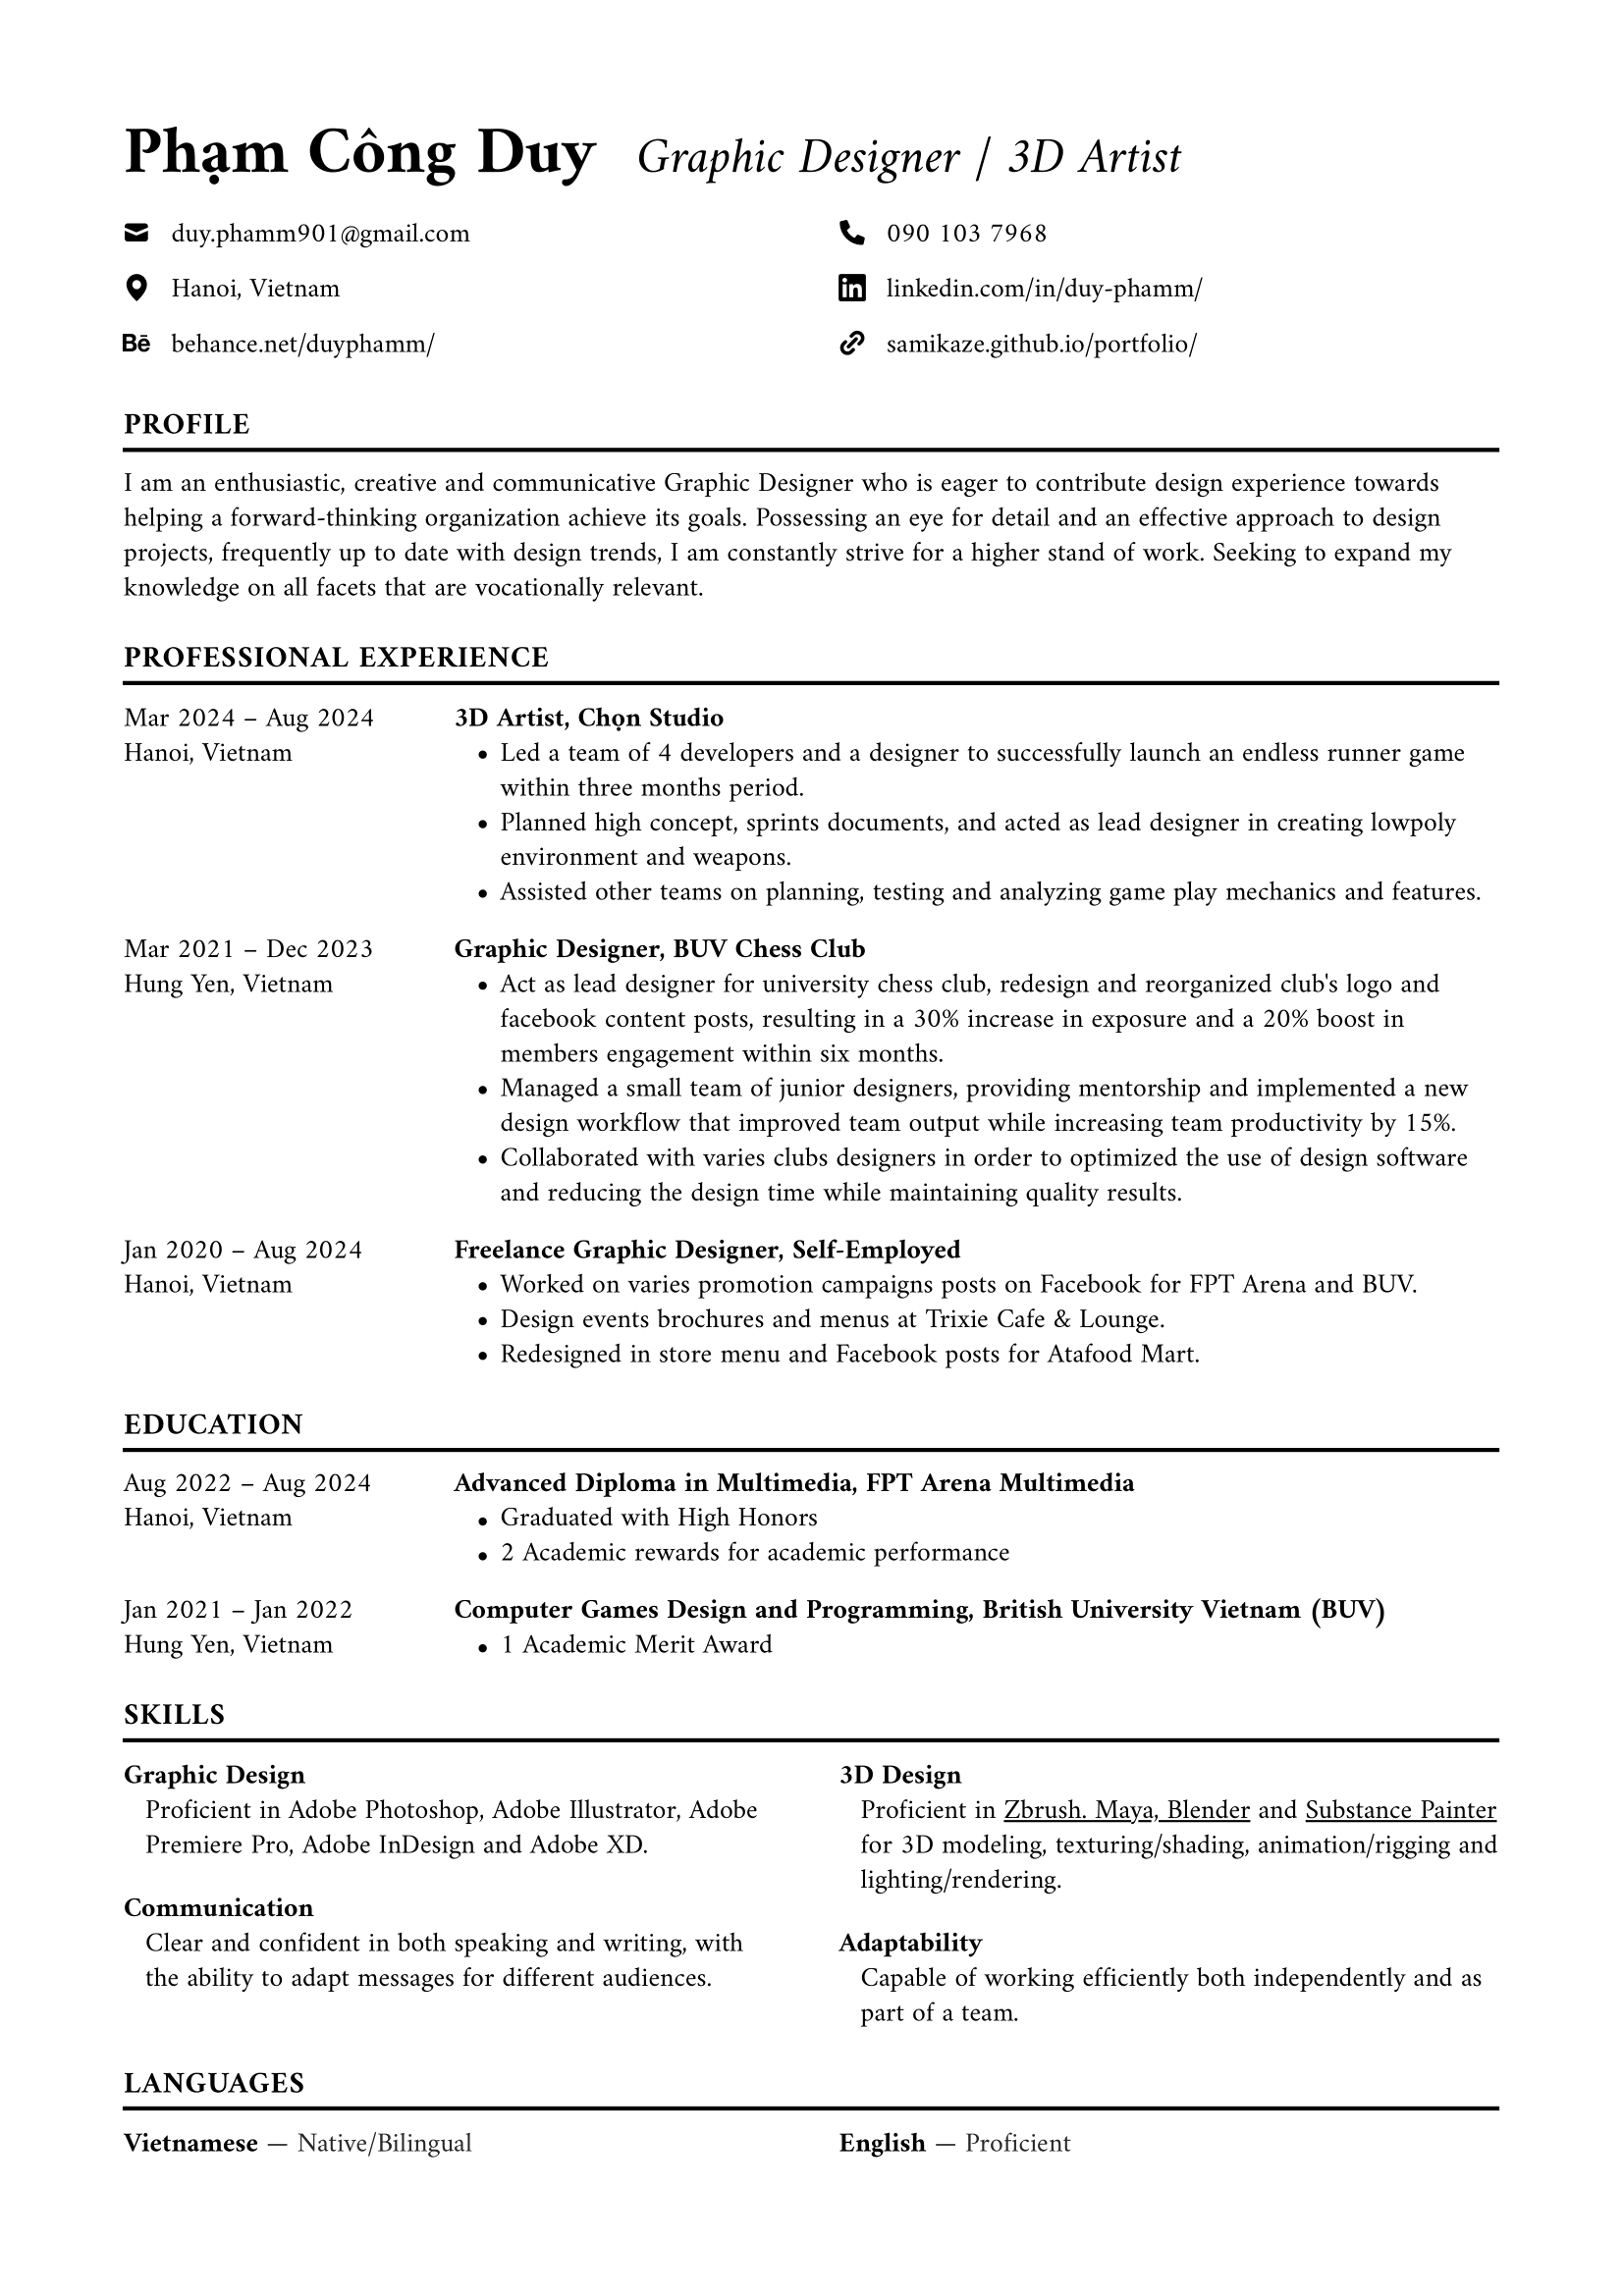 Phạm Công Duy Graphic Designer / 3D Artist
duy.phamm901@gmail.com
090 103 7968
Hanoi, Vietnam
linkedin.com/in/duy-phamm/
Bē behance.net/duyphamm/
samikaze.github.io/portfolio/
PROFILE
I am an enthusiastic, creative and communicative Graphic Designer who is eager to contribute design experience towards
helping a forward-thinking organization achieve its goals. Possessing an eye for detail and an effective approach to design
projects, frequently up to date with design trends, I am constantly strive for a higher stand of work. Seeking to expand my
knowledge on all facets that are vocationally relevant.
PROFESSIONAL EXPERIENCE
Mar 2024 – Aug 2024
Hanoi, Vietnam
3D Artist, Chọn Studio
• Led a team of 4 developers and a designer to successfully launch an endless runner game
within three months period.
• Planned high concept, sprints documents, and acted as lead designer in creating lowpoly
environment and weapons.
• Assisted other teams on planning, testing and analyzing game play mechanics and features.
Mar 2021 – Dec 2023
Hung Yen, Vietnam
Graphic Designer, BUV Chess Club
• Act as lead designer for university chess club, redesign and reorganized club's logo and
facebook content posts, resulting in a 30% increase in exposure and a 20% boost in
members engagement within six months.
• Managed a small team of junior designers, providing mentorship and implemented a new
design workflow that improved team output while increasing team productivity by 15%.
• Collaborated with varies clubs designers in order to optimized the use of design software
and reducing the design time while maintaining quality results.
Jan 2020 – Aug 2024
Hanoi, Vietnam
Freelance Graphic Designer, Self-Employed
• Worked on varies promotion campaigns posts on Facebook for FPT Arena and BUV.
• Design events brochures and menus at Trixie Cafe & Lounge.
• Redesigned in store menu and Facebook posts for Atafood Mart.
EDUCATION
Aug 2022 – Aug 2024
Hanoi, Vietnam
Advanced Diploma in Multimedia, FPT Arena Multimedia
• Graduated with High Honors
• 2 Academic rewards for academic performance
Jan 2021 – Jan 2022
Hung Yen, Vietnam
Computer Games Design and Programming, British University Vietnam (BUV)
• 1 Academic Merit Award
SKILLS
Graphic Design
Proficient in Adobe Photoshop, Adobe Illustrator, Adobe
Premiere Pro, Adobe InDesign and Adobe XD.
Communication
Clear and confident in both speaking and writing, with
the ability to adapt messages for different audiences.
3D Design
Proficient in Zbrush. Maya, Blender and Substance Painter
for 3D modeling, texturing/shading, animation/rigging and
lighting/rendering.
Adaptability
Capable of working efficiently both independently and as
part of a team.
LANGUAGES
Vietnamese — Native/Bilingual
English — Proficient